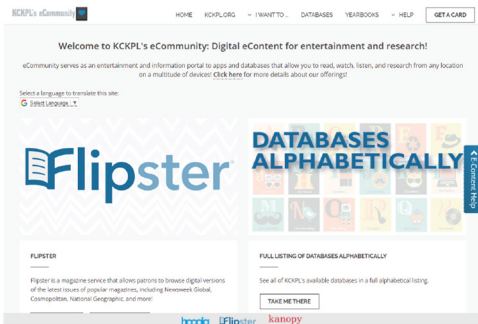 KCKPL's eCommunity
HOME KCKPL.ORG I WANT TO ... DATABASES YEARBOOKS HELP GET A CARD
Welcome to KCKPL's eCommunity: Digital eContent for entertainment and research!
eCommunity serves as an entertainment and information portal to apps and databases that allow you to read, watch, listen, and research from any location
on a multitude of devices! Click here for more details about our offerings!
Select a language to translate this site:
G Select Language ▼
Flipster
DATABASES
ALPHABETICALLY
E-Content Help
FLIPSTER
Flipster is a magazine service that allows patrons to browse digital versions
of the latest issues of popular magazines, including Newsweek Global,
Cosmopolitan, National Geographic, and more!
FULL LISTING OF DATABASES ALPHABETICALLY
See all of KCKPL's available databases in a full alphabetical listing.
TAKE ME THERE
hoopla Flipster kanopy